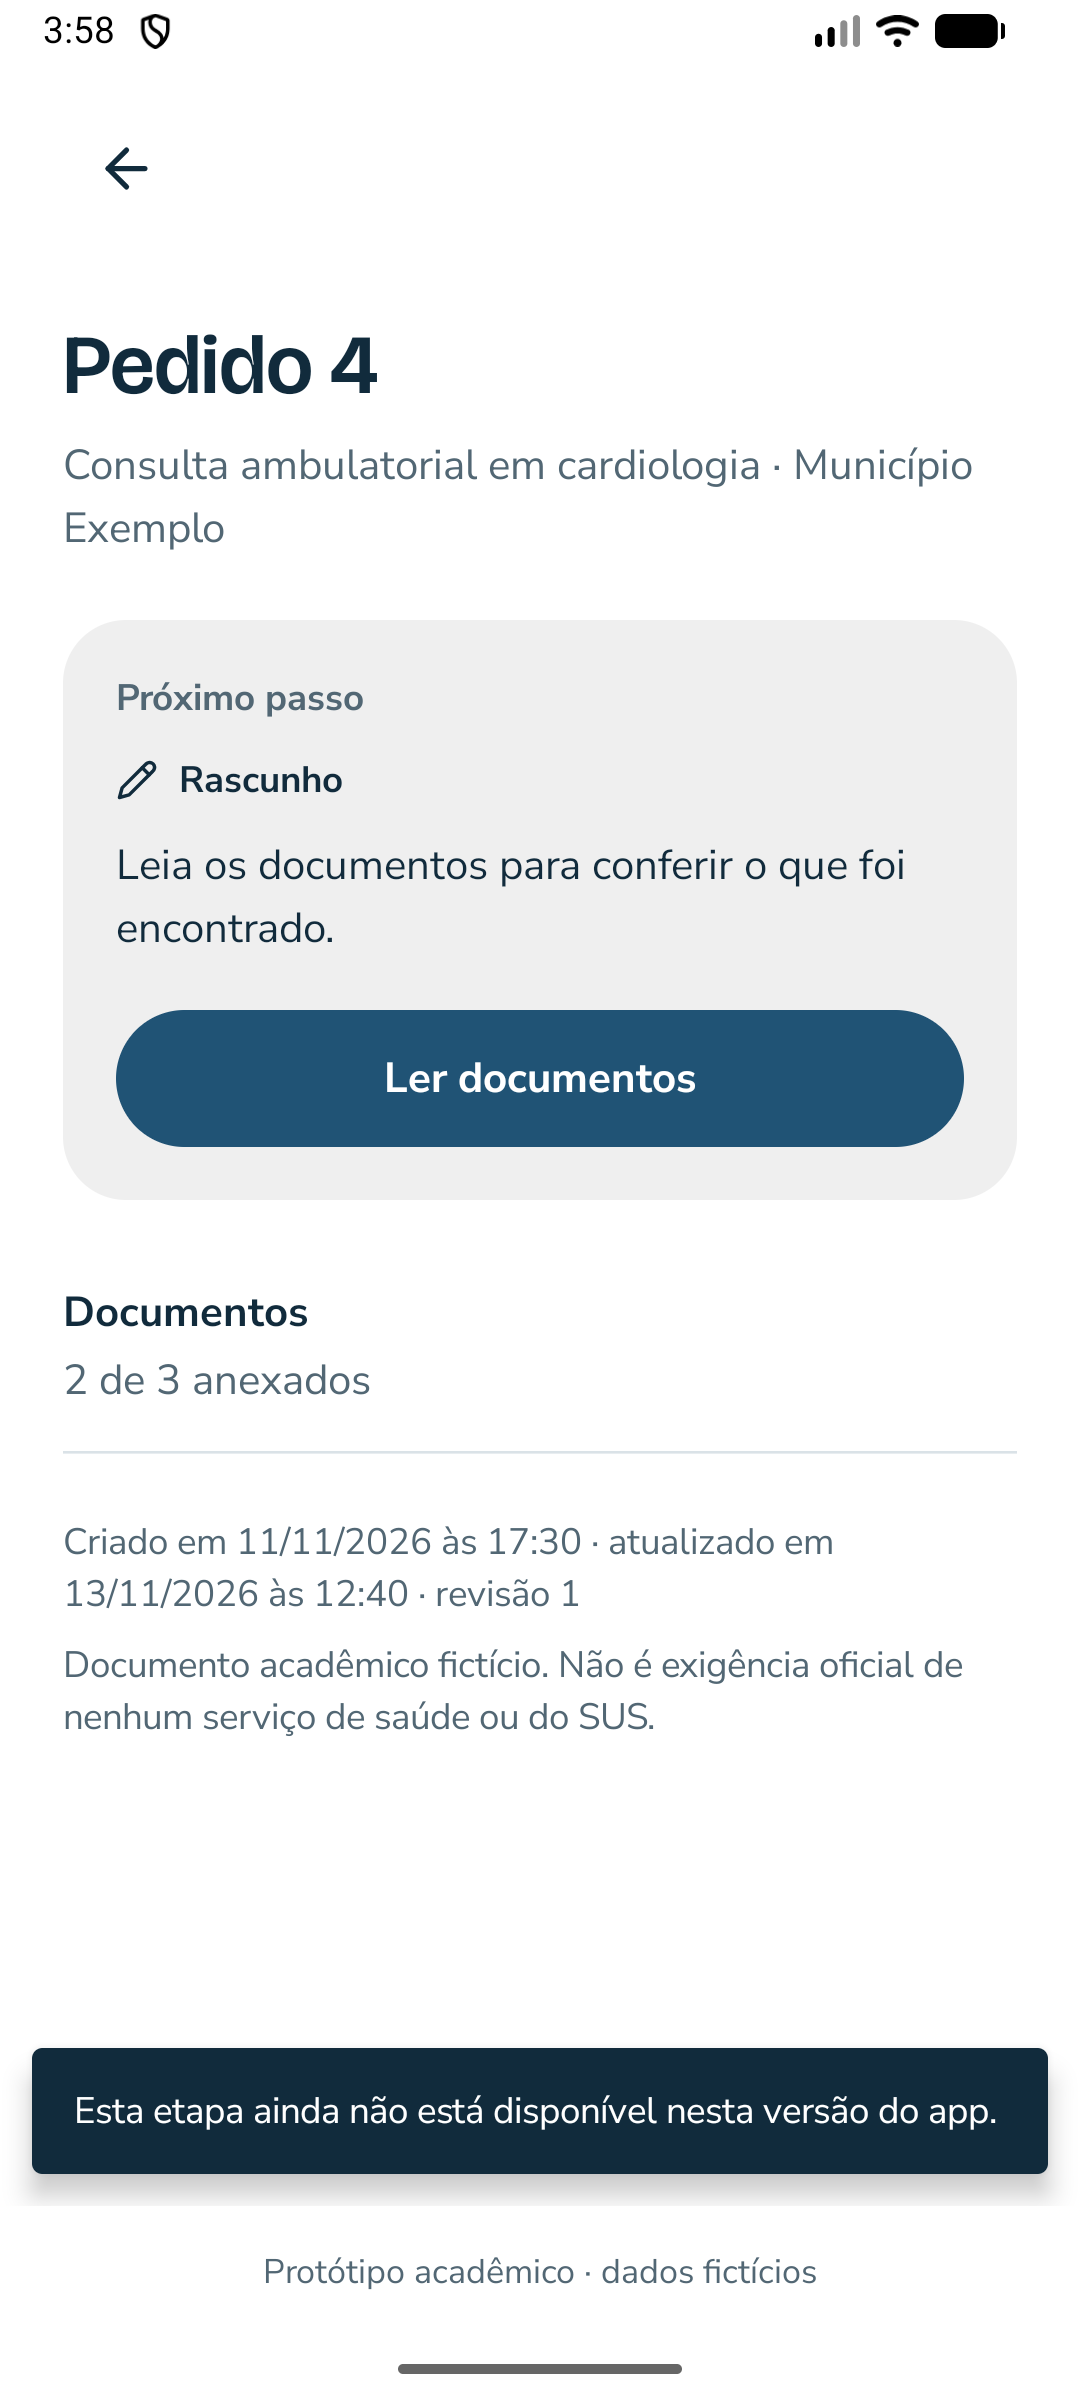 3:58
Pedido 4
Consulta ambulatorial em cardiologia · Município
Exemplo
Próximo passo
Rascunho
Leia os documentos para conferir o que foi
encontrado.
Ler documentos
Documentos
2 de 3 anexados
Criado em 11/11/2026 às 17:30 · atualizado em
13/11/2026 às 12:40 · revisão 1
Documento acadêmico fictício. Não é exigência oficial de
nenhum serviço de saúde ou do SUS.
Esta etapa ainda não está disponível nesta versão do app.
Protótipo acadêmico · dados fictícios